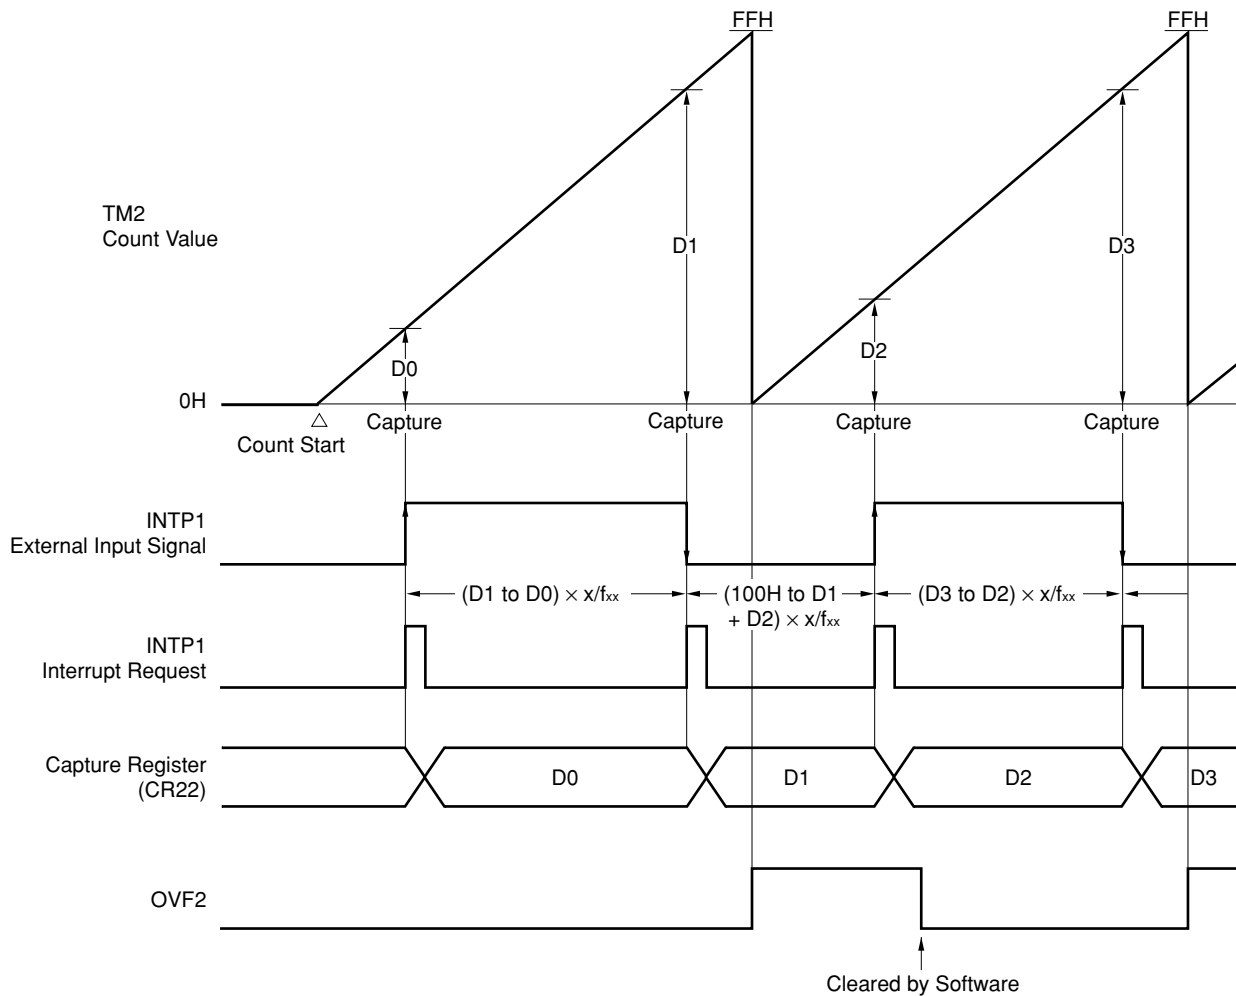 FFH
FFH
TM2
Count Value
D1
D3
D0
D2
0H
Capture
Capture
Capture
Capture
Count Start
INTP1
External Input Signal
(D1 to D0) × x/fxx
(100H to D1
+ D2) × x/fxx
(D3 to D2) × x/fxx
INTP1
Interrupt Request
Capture Register
(CR22)
D0
D1
D2
D3
OVF2
Cleared by Software